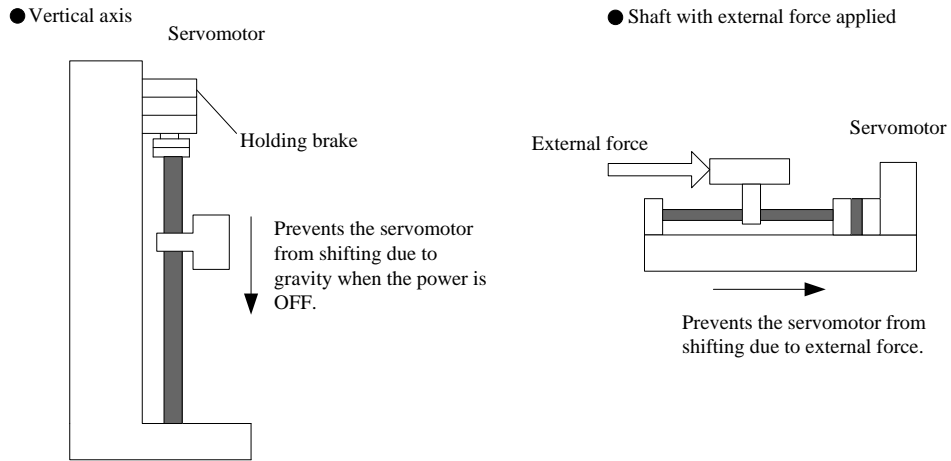 ● Vertical axis
Servomotor
Holding brake
Prevents the servomotor
from shifting due to
gravity when the power is
OFF.
● Shaft with external force applied
Servomotor
External force
Prevents the servomotor from
shifting due to external force.